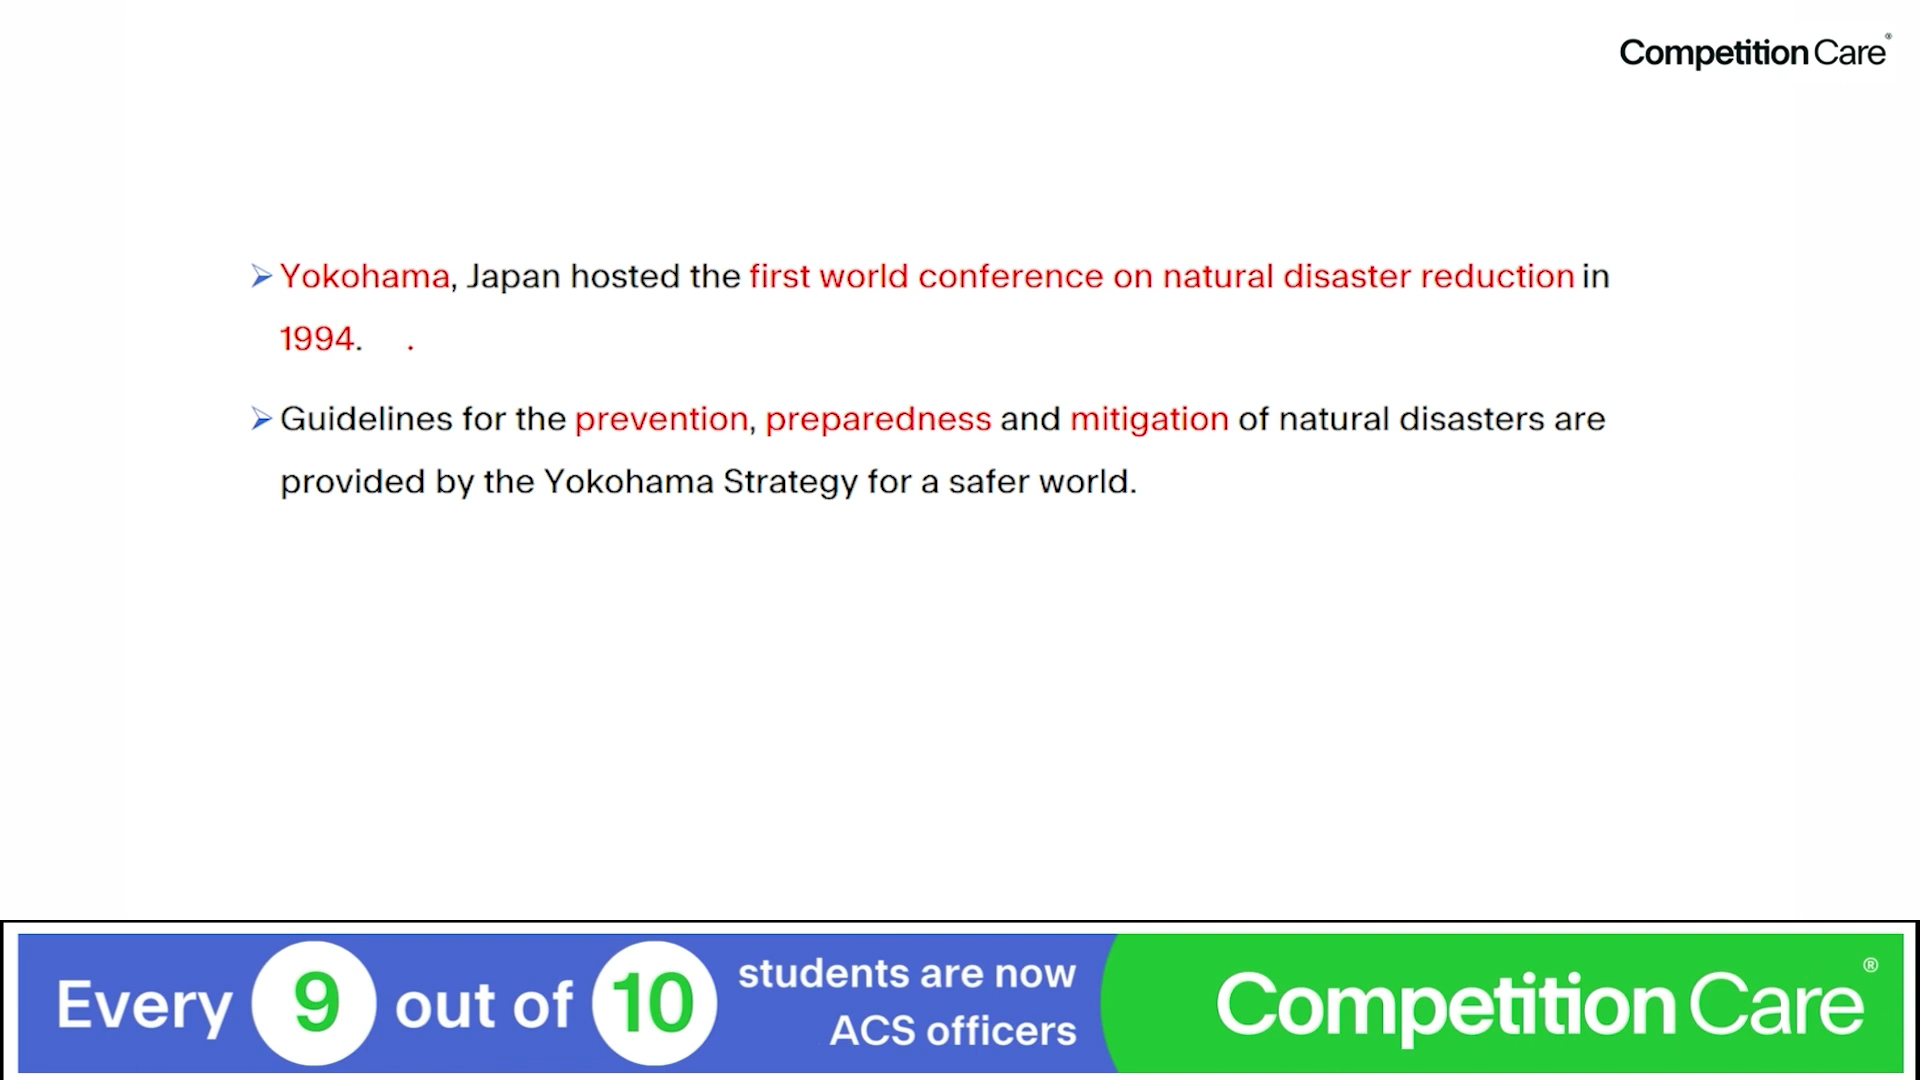 Competition Care®
➢ Yokohama, Japan hosted the first world conference on natural disaster reduction in
1994. .
➢ Guidelines for the prevention, preparedness and mitigation of natural disasters are
provided by the Yokohama Strategy for a safer world.
Every 9 out of 10 students are now
ACS officers
Competition Care®